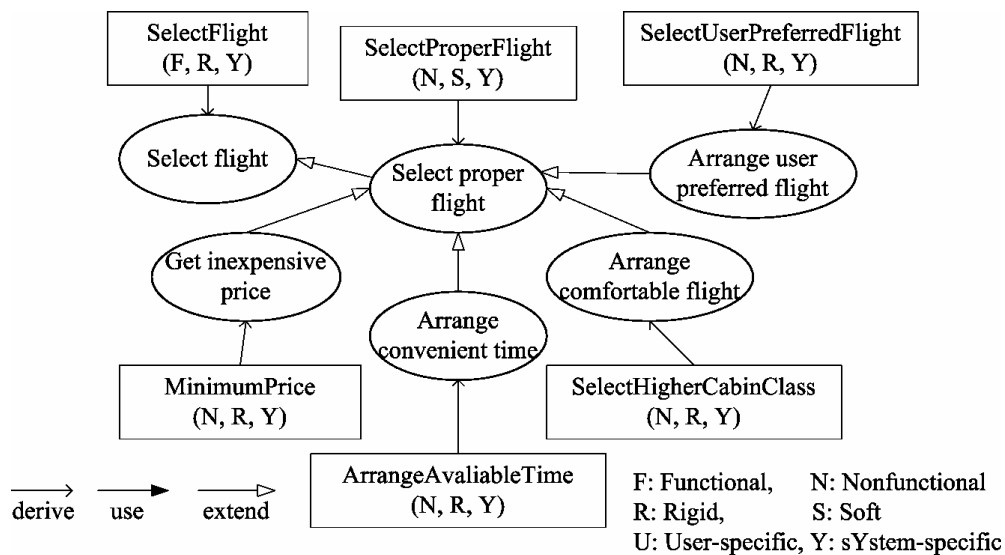 SelectFlight
(F, R, Y)
SelectProperFlight
(N, S, Y)
SelectUserPreferredFlight
(N, R, Y)
Select flight
Select proper
flight
Arrange user
preferred flight
Get inexpensive
price
Arrange
convenient time
Arrange
comfortable flight
MinimumPrice
(N, R, Y)
SelectHigherCabinClass
(N, R, Y)
ArrangeAvaliableTime
(N, R, Y)
derive
use
extend
F: Functional, N: Nonfunctional
R: Rigid, S: Soft
U: User-specific, Y: sYstem-specific